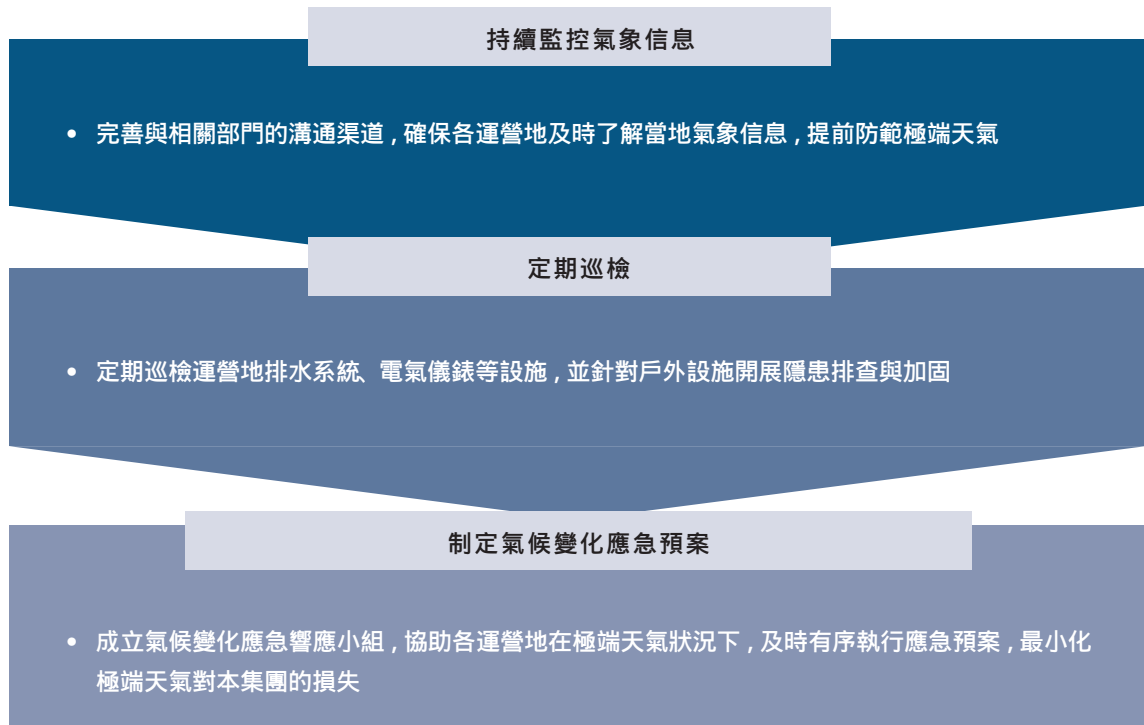 持續監控氣象信息
• 完善與相關部門的溝通渠道,確保各運營地及時了解當地氣象信息,提前防範極端天氣
定期巡檢
• 定期巡檢運營地排水系統、電氣儀錶等設施,並針對戶外設施開展隱患排查與加固
制定氣候變化應急預案
• 成立氣候變化應急響應小組,協助各運營地在極端天氣狀況下,及時有序執行應急預案,最小化
極端天氣對本集團的損失